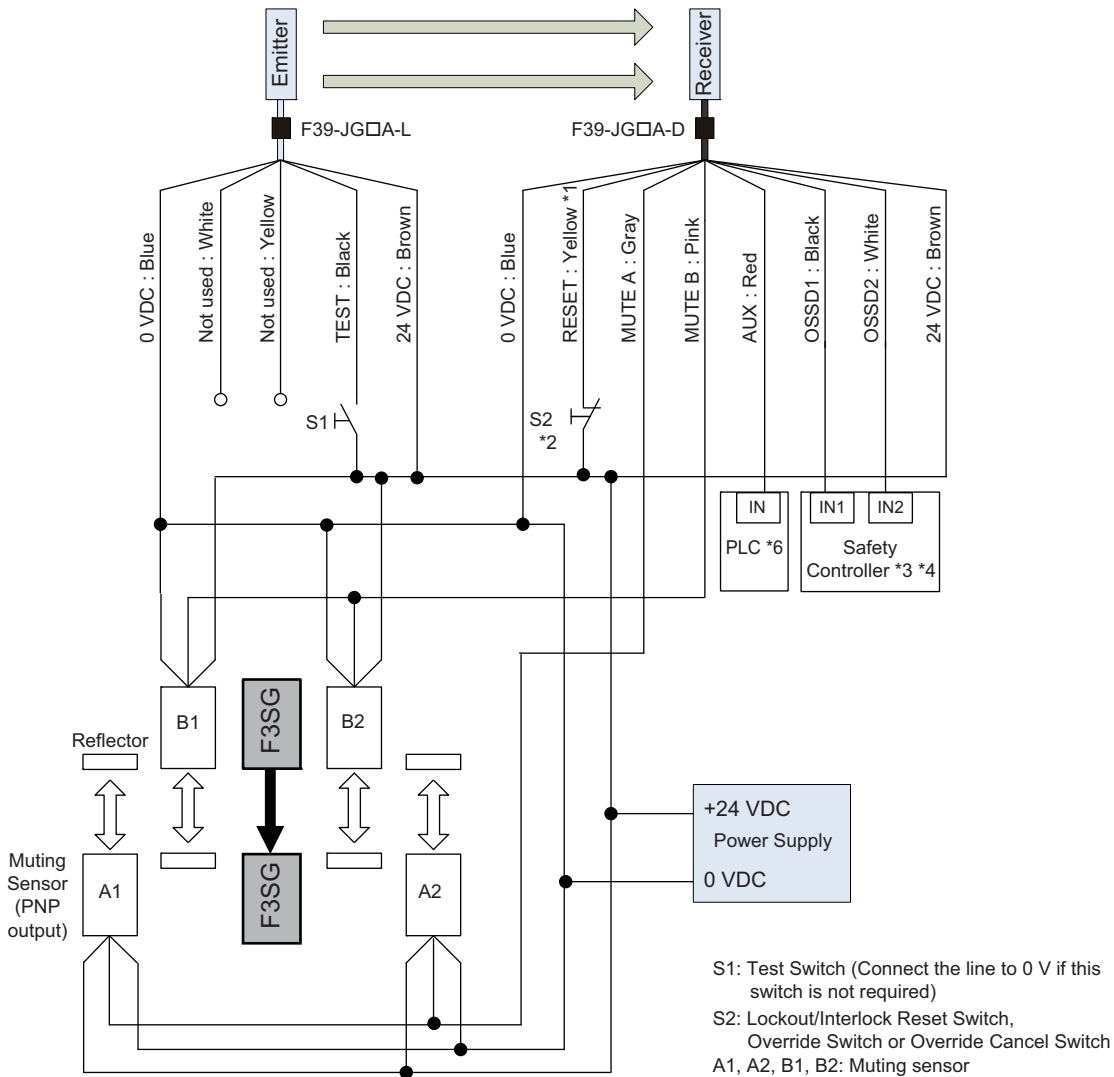 Emitter
Receiver
F39-JG□A-L
F39-JG□A-D
0 VDC : Blue
Not used : White
Not used : Yellow
TEST : Black
24 VDC : Brown
0 VDC : Blue
RESET : Yellow *1
MUTE A : Gray
MUTE B : Pink
AUX : Red
OSSD1 : Black
OSSD2 : White
24 VDC : Brown
S1
S2
*2
IN
IN1
IN2
PLC *6
Safety
Controller *3 *4
B1
F3SG
B2
Reflector
Muting
Sensor
(PNP
output)
A1
F3SG
A2
+24 VDC
Power Supply
0 VDC
S1: Test Switch (Connect the line to 0 V if this
switch is not required)
S2: Lockout/Interlock Reset Switch,
Override Switch or Override Cancel Switch
A1, A2, B1, B2: Muting sensor